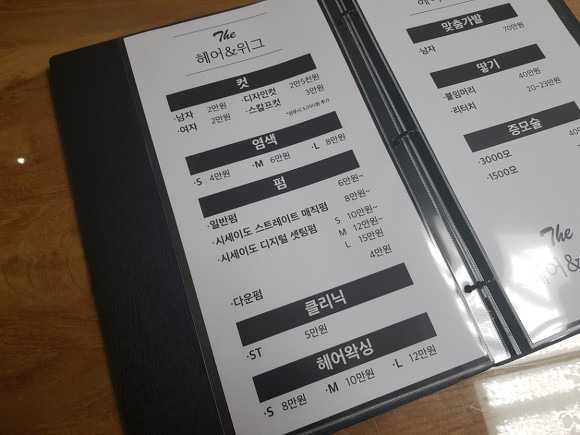 The
헤어&위그
컷
·남자 2만원 ·디자인컷 2만5천원
·여자 2만원 ·스칼프컷 3만원
염색
·S 4만원 ·M 6만원 ·L 8만원
펌
·일반펌 6만원~
·시세이도 스트레이트 매직펌 8만원~
·시세이도 디지털 셋팅펌 S 10만원~
M 12만원~
L 15만원
·다운펌 4만원
클리닉
·ST 5만원
헤어왁싱
·S 8만원 ·M 10만원 ·L 12만원
맞춤가발
·남자 70만원
땋기
·붙임머리 40만원
·리터치 20~23만원
증모술
·3000모
·1500모
The
헤어&